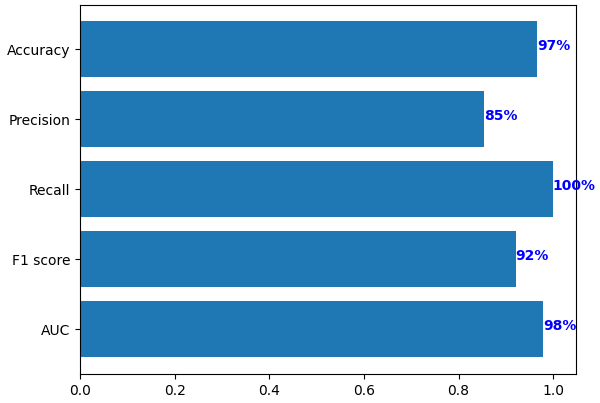 Accuracy 97%
Precision 85%
Recall 100%
F1 score 92%
AUC 98%
0.0 0.2 0.4 0.6 0.8 1.0